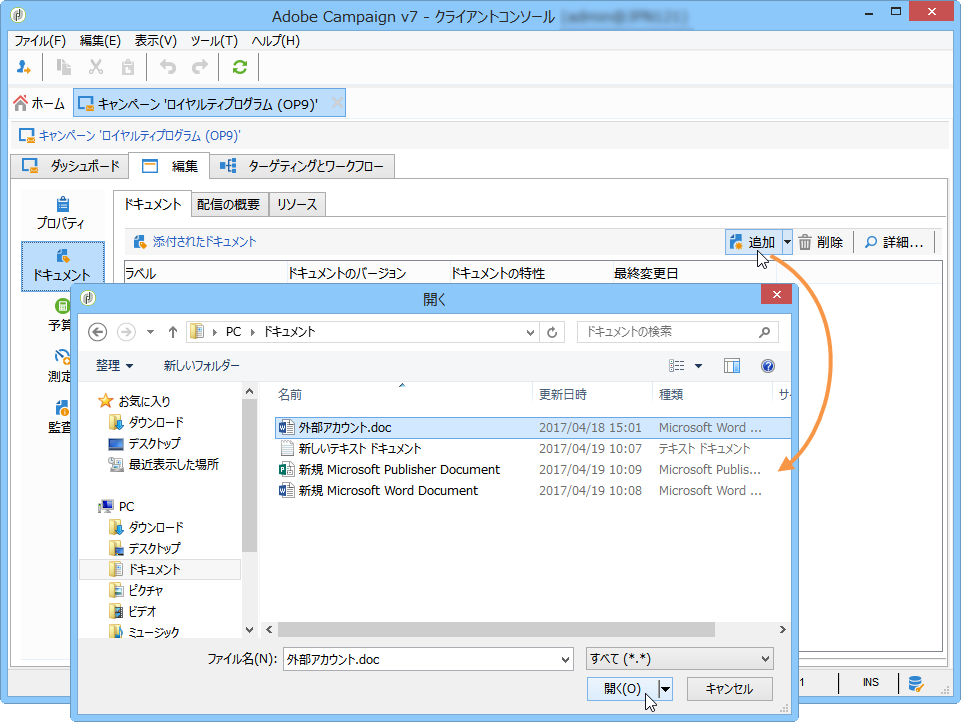 Adobe Campaign v7 - クライアントコンソール
ファイル(F) 編集(E) 表示(V) ツール(T) ヘルプ(H)
ホーム キャンペーン 'ロイヤルティプログラム (OP9)'
キャンペーン 'ロイヤルティプログラム (OP9)'
ダッシュボード 編集 ターゲティングとワークフロー
プロパティ
ドキュメント
予算
測定
監査
ドキュメント 配信の概要 リソース
添付されたドキュメント 追加 削除 詳細...
ラベル ドキュメントのバージョン ドキュメントの特性 最終変更日
開く
PC ドキュメント ドキュメントの検索
整理 新しいフォルダー
名前 更新日時 種類 サ
お気に入り
ダウンロード
デスクトップ
最近表示した場所
PC
ダウンロード
デスクトップ
ドキュメント
ピクチャ
ビデオ
ミュージック
外部アカウント.doc 2017/04/18 15:01 Microsoft Word ...
新しいテキスト ドキュメント 2017/04/19 10:07 テキスト ドキュメント
新規 Microsoft Publisher Document 2017/04/19 10:09 Microsoft Publis...
新規 Microsoft Word Document 2017/04/19 10:08 Microsoft Word ...
ファイル名(N): 外部アカウント.doc すべて (*.*)
開く(O) キャンセル
1 INS